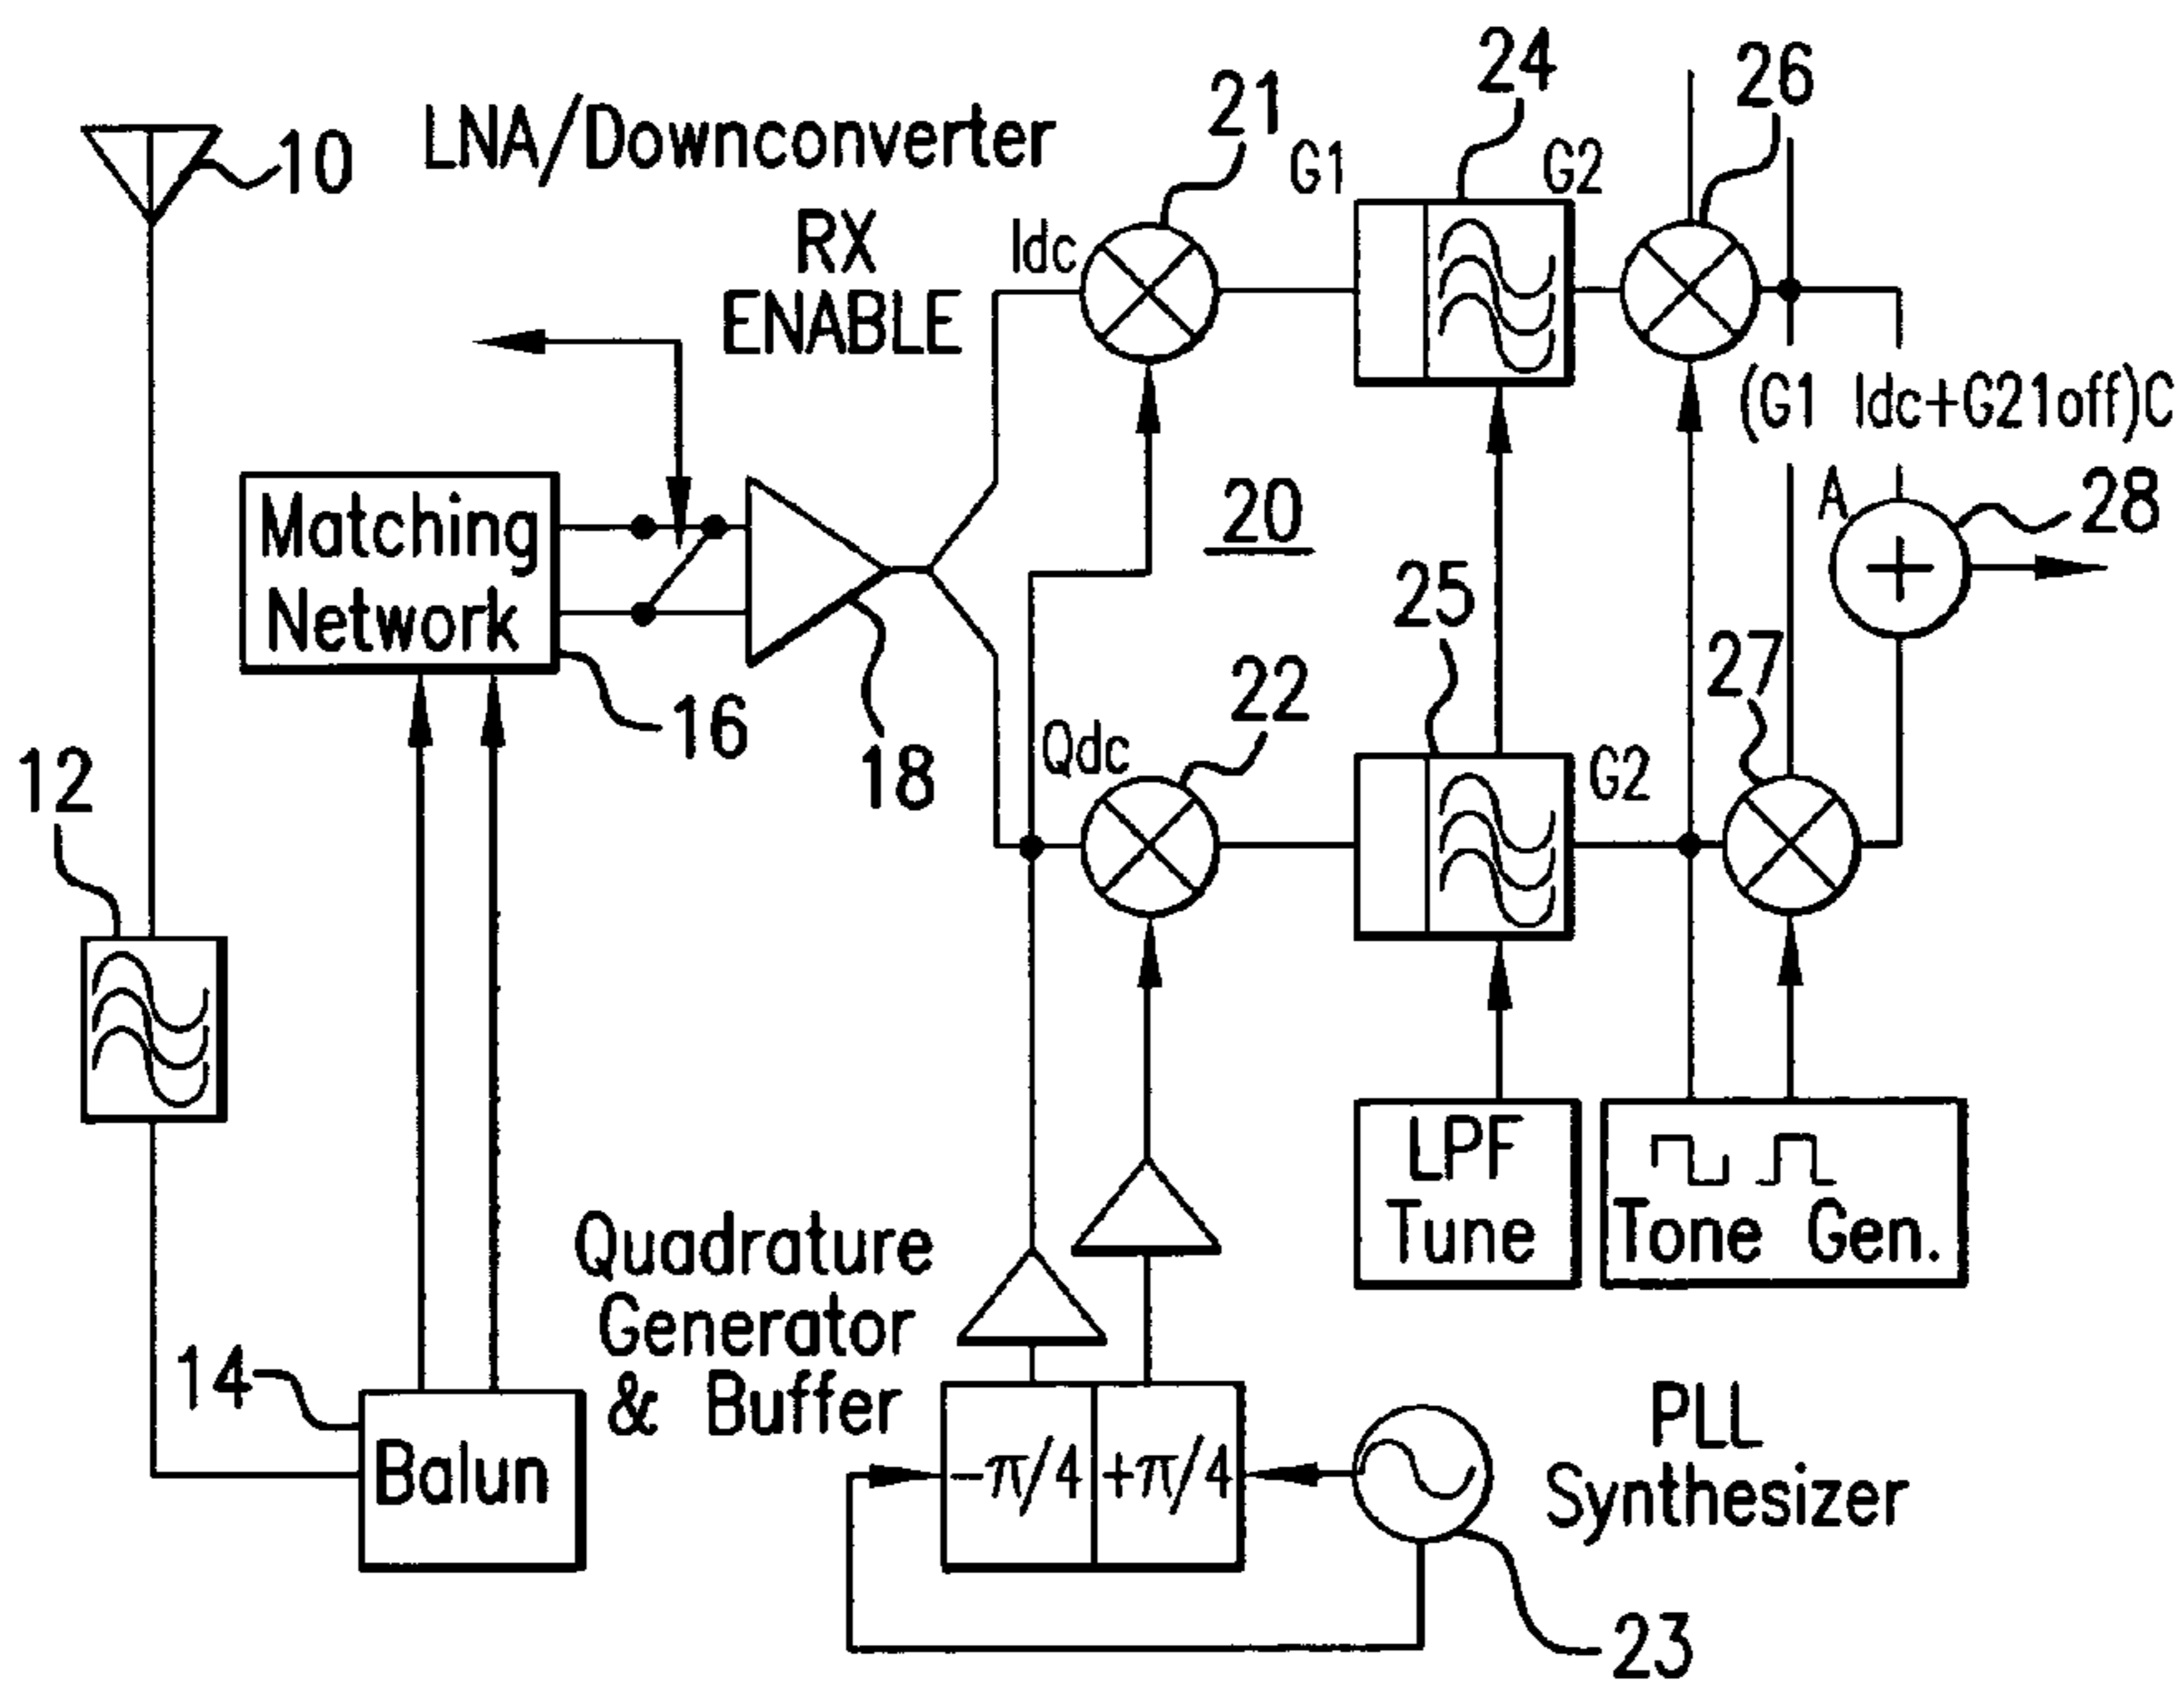 10
LNA/Downconverter
RX
ENABLE
Idc
21
G1
24
G2
26
(G1 Idc+G21off)C
Matching
Network
16
18
20
A
28
25
27
12
Qdc
22
G2
LPF
Tune
Tone Gen.
Quadrature
Generator
& Buffer
14
Balun
-π/4
+π/4
PLL
Synthesizer
23